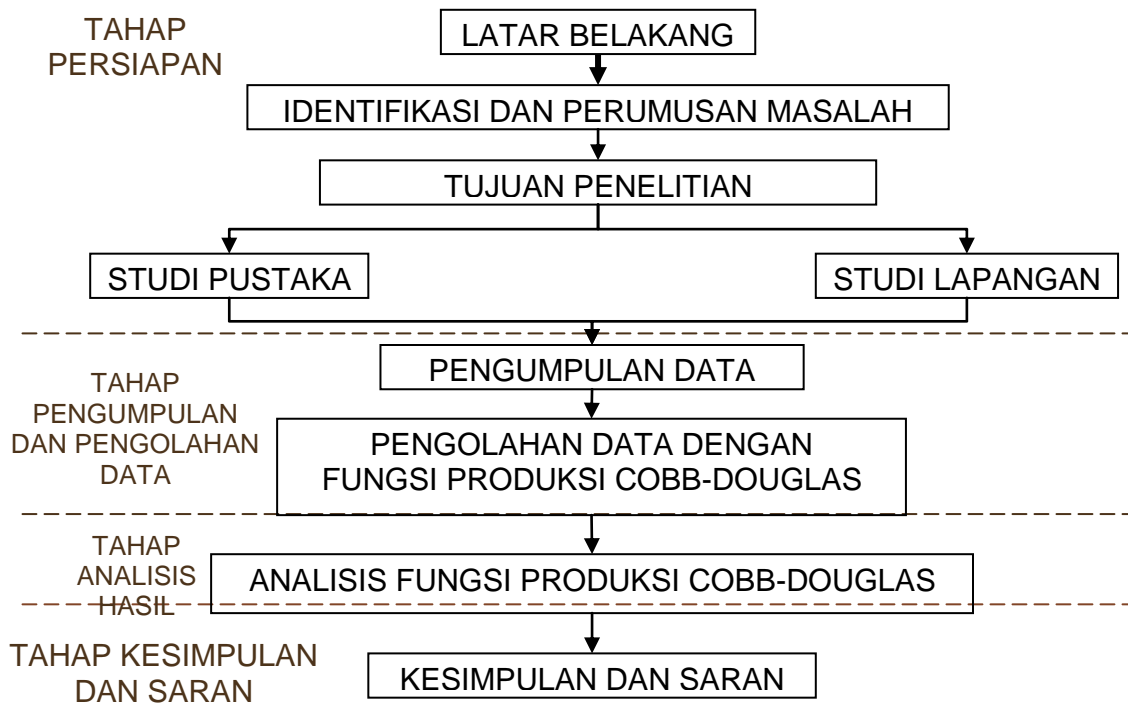 TAHAP
PERSIAPAN
LATAR BELAKANG
IDENTIFIKASI DAN PERUMUSAN MASALAH
TUJUAN PENELITIAN
STUDI PUSTAKA
STUDI LAPANGAN
TAHAP
PENGUMPULAN
DAN PENGOLAHAN
DATA
PENGUMPULAN DATA
PENGOLAHAN DATA DENGAN
FUNGSI PRODUKSI COBB-DOUGLAS
TAHAP
ANALISIS
HASIL
ANALISIS FUNGSI PRODUKSI COBB-DOUGLAS
TAHAP KESIMPULAN
DAN SARAN
KESIMPULAN DAN SARAN